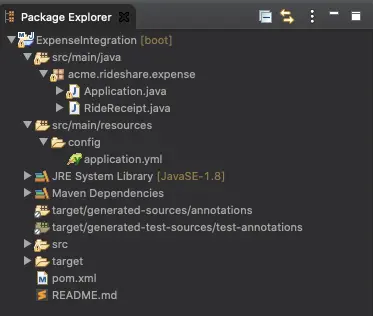 Package Explorer
ExpenseIntegration [boot]
src/main/java
acme.rideshare.expense
Application.java
RideReceipt.java
src/main/resources
config
application.yml
JRE System Library [JavaSE-1.8]
Maven Dependencies
target/generated-sources/annotations
target/generated-test-sources/test-annotations
src
target
pom.xml
README.md